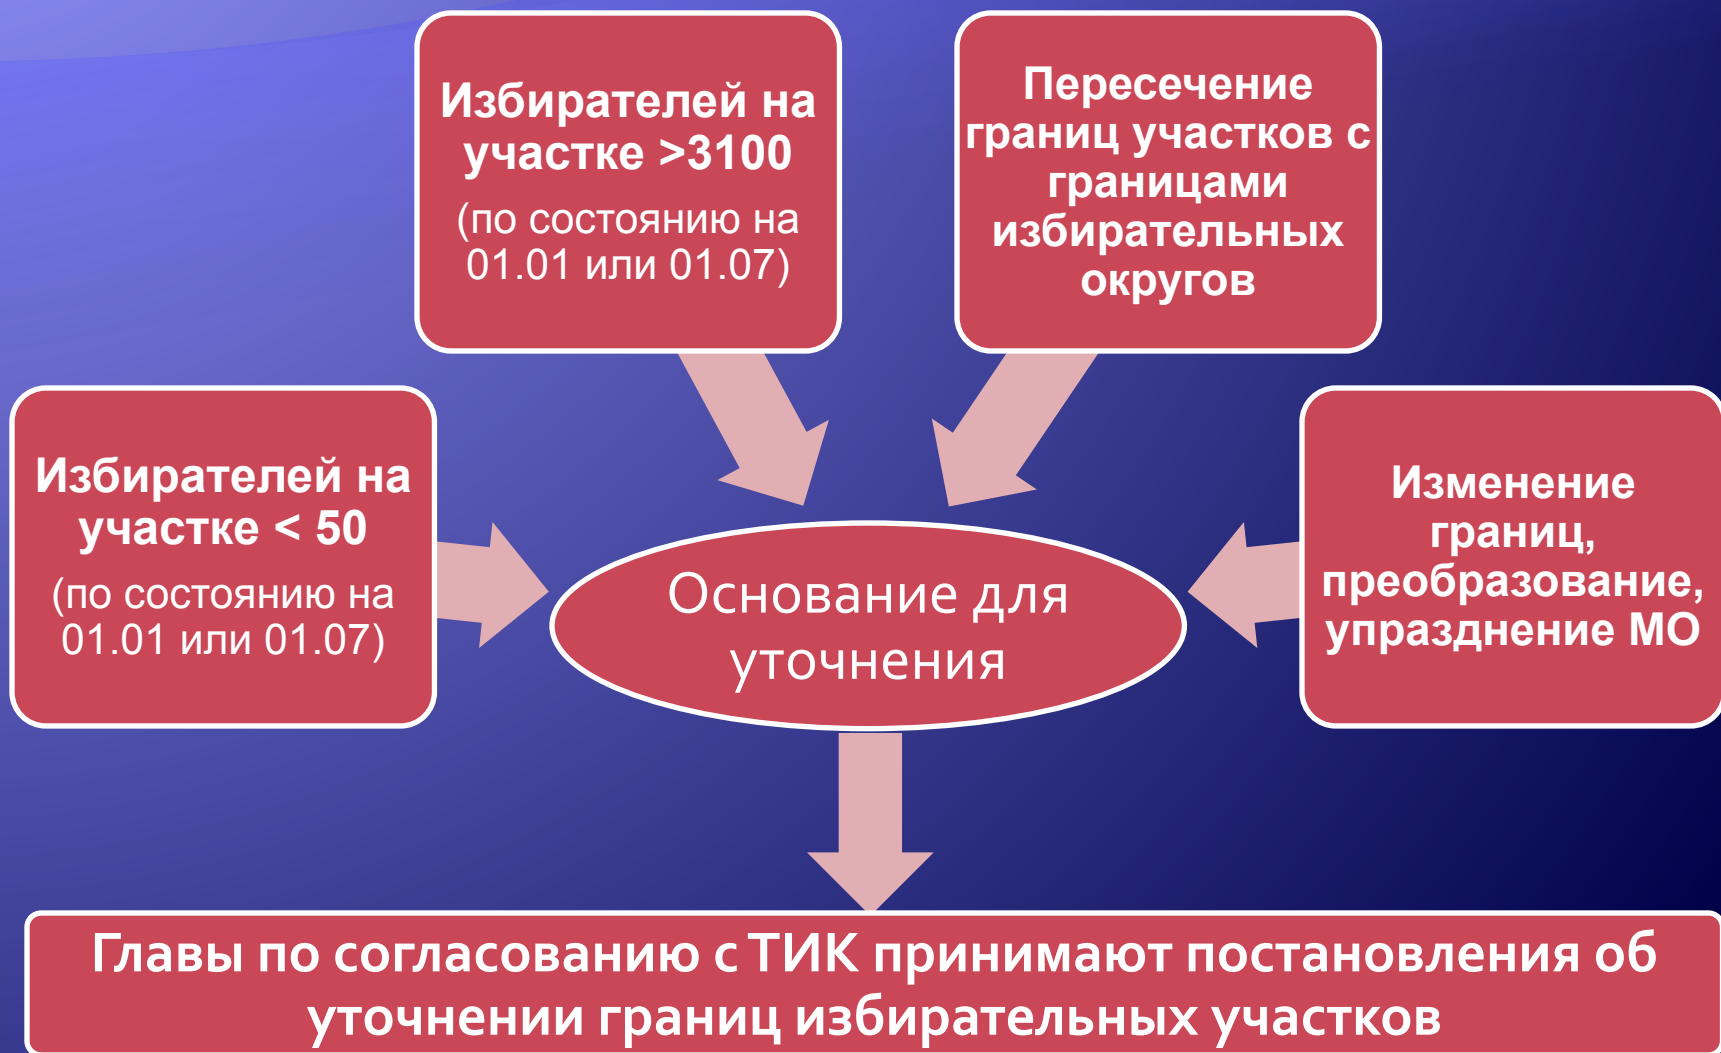 Избирателей на
участке >3100
(по состоянию на
01.01 или 01.07)
Пересечение
границ участков с
границами
избирательных
округов
Избирателей на
участке < 50
(по состоянию на
01.01 или 01.07)
Изменение
границ,
преобразование,
упразднение МО
Основание для
уточнения
Главы по согласованию с ТИК принимают постановления об
уточнении границ избирательных участков